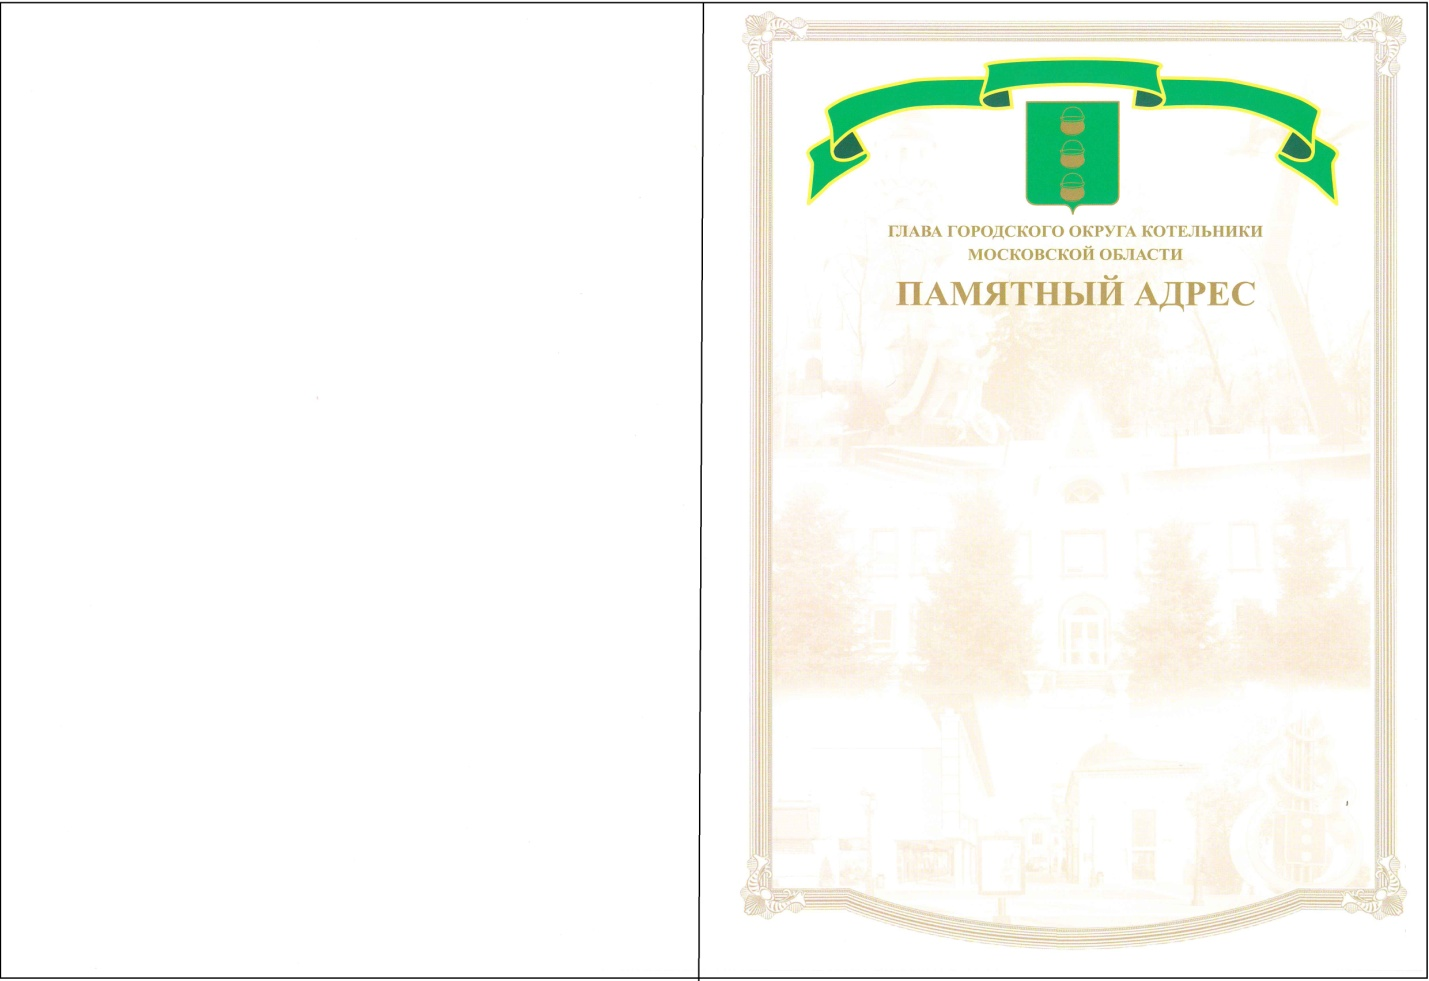 ГЛАВА ГОРОДСКОГО ОКРУГА КОТЕЛЬНИКИ
МОСКОВСКОЙ ОБЛАСТИ
ПАМЯТНЫЙ АДРЕС